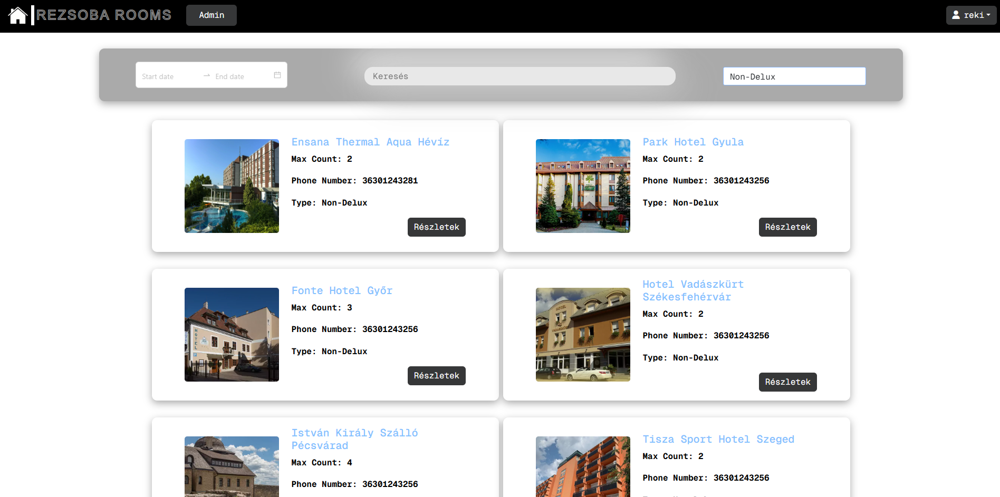 REZSOBA ROOMS
Admin
reki
Start date
End date
Keresés
Non-Delux
Ensana Thermal Aqua Hévíz
Max Count: 2
Phone Number: 36301243281
Type: Non-Delux
Részletek
Park Hotel Gyula
Max Count: 2
Phone Number: 36301243256
Type: Non-Delux
Részletek
HOTEL
Fonte Hotel Győr
Max Count: 3
Phone Number: 36301243256
Type: Non-Delux
Részletek
HOTEL
Hotel Vadászkürt
Székesfehérvár
Max Count: 2
Phone Number: 36301243256
Type: Non-Delux
Részletek
István Király Szálló
Pécsvárad
Max Count: 4
Phone Number: 36301243256
Tisza Sport Hotel Szeged
Max Count: 2
Phone Number: 36301243256